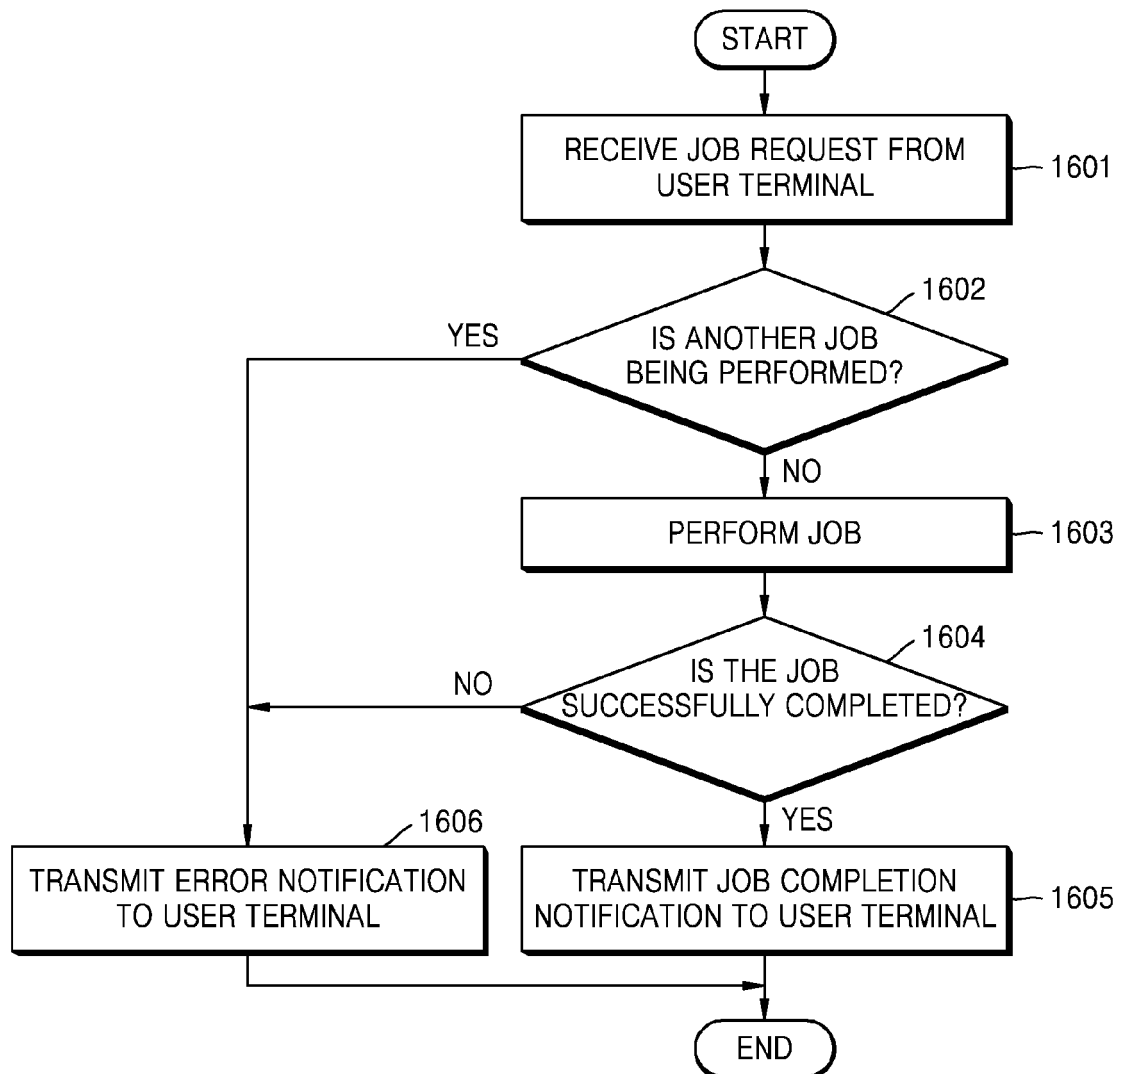 START
RECEIVE JOB REQUEST FROM
USER TERMINAL
1601
1602
IS ANOTHER JOB
BEING PERFORMED?
YES
NO
PERFORM JOB
1603
1604
IS THE JOB
SUCCESSFULLY COMPLETED?
NO
YES
1606
TRANSMIT ERROR NOTIFICATION
TO USER TERMINAL
TRANSMIT JOB COMPLETION
NOTIFICATION TO USER TERMINAL
1605
END